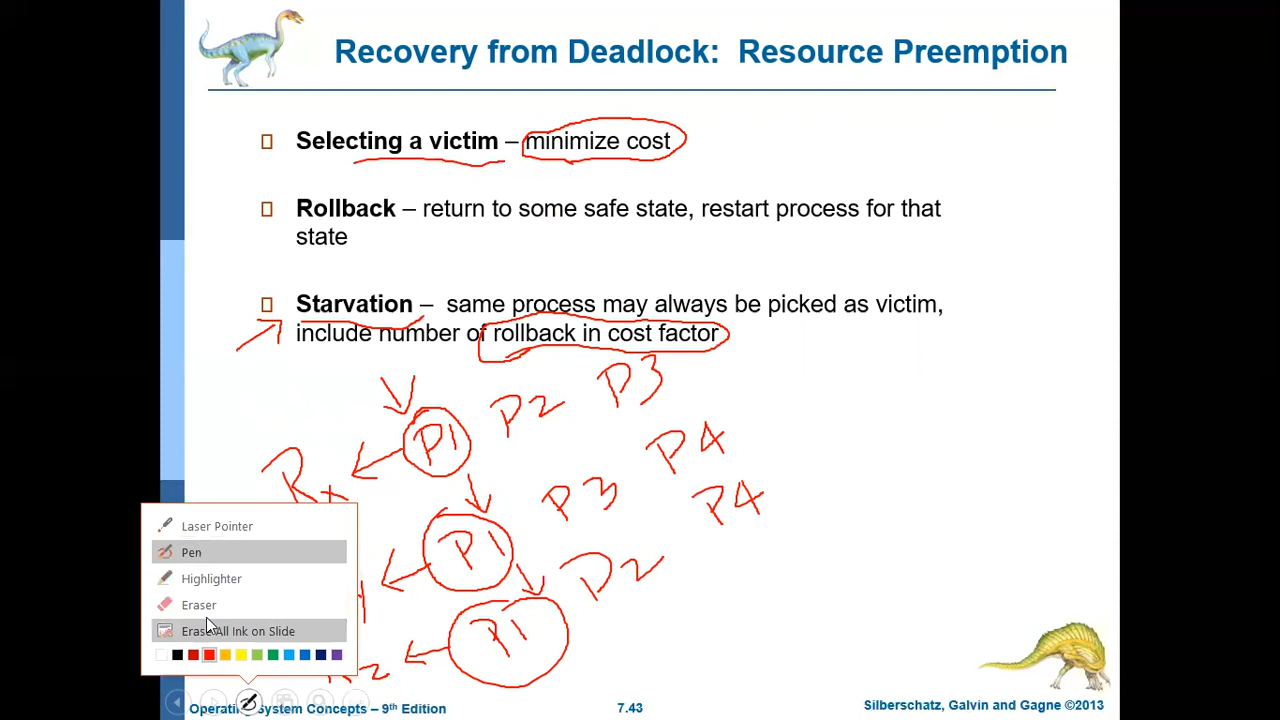 Recovery from Deadlock: Resource Preemption
Selecting a victim – minimize cost
Rollback – return to some safe state, restart process for that
state
Starvation – same process may always be picked as victim,
include number of rollback in cost factor
P1 P2 P3
Rx
P4
P1 P3 P4
P1 P2
Laser Pointer
Pen
Highlighter
Eraser
Erase All Ink on Slide
Operating System Concepts – 9th Edition
7.43
Silberschatz, Galvin and Gagne ©2013